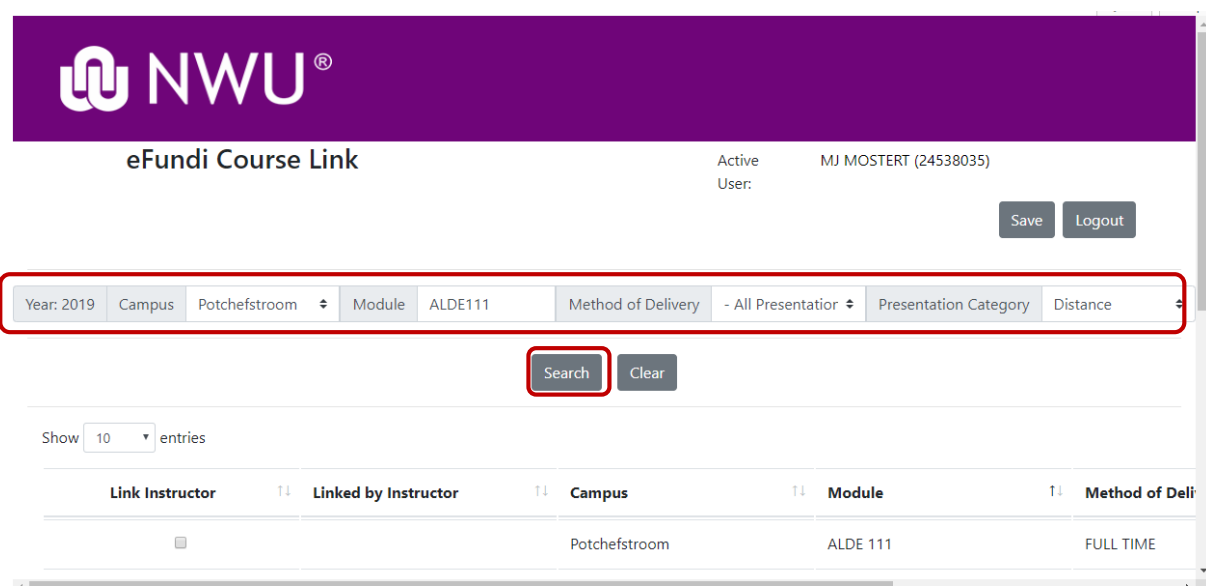 NWU®
eFundi Course Link
Active User:
MJ MOSTERT (24538035)
Save Logout
Year: 2019 Campus Potchefstroom Module ALDE111 Method of Delivery - All Presentation Presentation Category Distance
Search Clear
Show 10 entries
Link Instructor Linked by Instructor Campus Module Method of Deli
Potchefstroom ALDE 111 FULL TIME